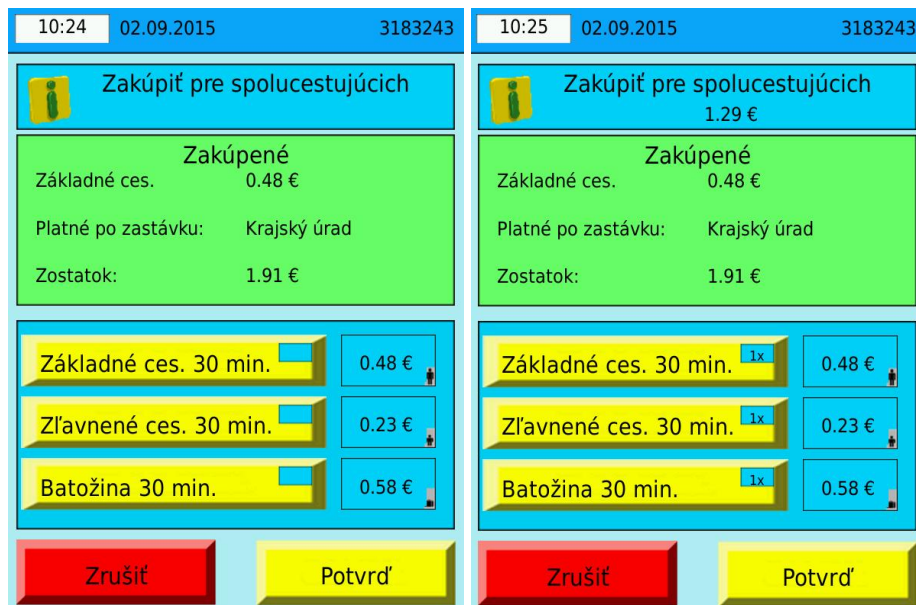 10:24 02.09.2015 3183243
Zakúpiť pre spolucestujúcich
Zakúpené
Základné ces. 0.48 €
Platné po zastávku: Krajský úrad
Zostatok: 1.91 €
Základné ces. 30 min. 0.48 €
Zľavnené ces. 30 min. 0.23 €
Batožina 30 min. 0.58 €
Zrušiť Potvrď
10:25 02.09.2015 3183243
Zakúpiť pre spolucestujúcich
1.29 €
Zakúpené
Základné ces. 0.48 €
Platné po zastávku: Krajský úrad
Zostatok: 1.91 €
Základné ces. 30 min. 1x 0.48 €
Zľavnené ces. 30 min. 1x 0.23 €
Batožina 30 min. 1x 0.58 €
Zrušiť Potvrď